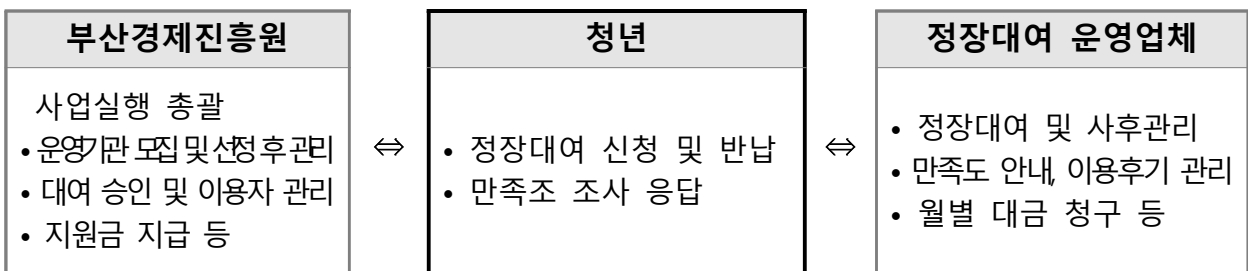 부산경제진흥원
사업실행 총괄
• 운영기관 모집 및 선정 후 관리
• 대여 승인 및 이용자 관리
• 지원금 지급 등
⇔
청년
• 정장대여 신청 및 반납
• 만족조 조사 응답
⇔
정장대여 운영업체
• 정장대여 및 사후관리
• 만족도 안내, 이용후기 관리
• 월별 대금 청구 등